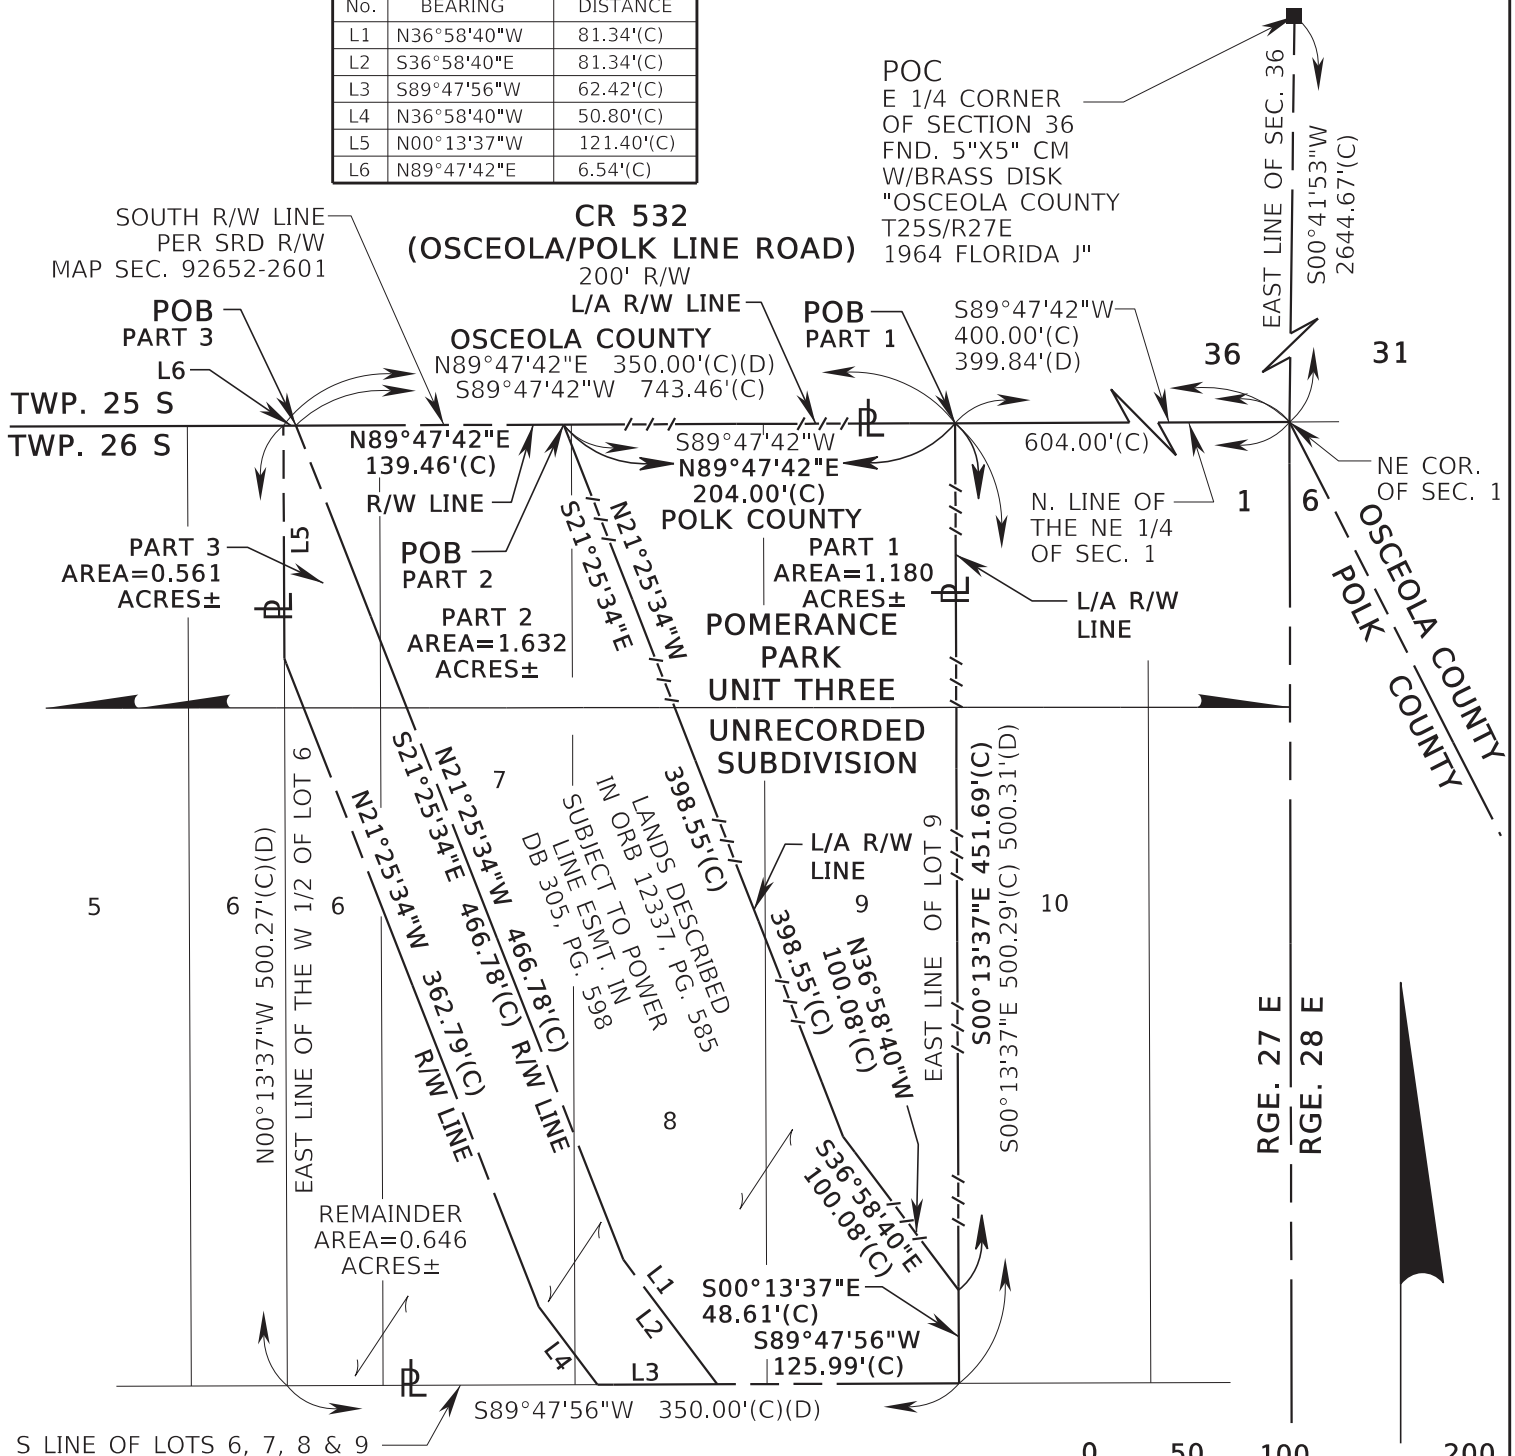 No. BEARING DISTANCE
L1 N36°58'40"W 81.34'(C)
L2 S36°58'40"E 81.34'(C)
L3 S89°47'56"W 62.42'(C)
L4 N36°58'40"W 50.80'(C)
L5 N00°13'37"W 121.40'(C)
L6 N89°47'42"E 6.54'(C)
POC
E 1/4 CORNER
OF SECTION 36
FND. 5"X5" CM
W/BRASS DISK
"OSCEOLA COUNTY
T25S/R27E
1964 FLORIDA J"
EAST LINE OF SEC. 36
S00°41'53"W
2644.67'(C)
SOUTH R/W LINE
PER SRD R/W
MAP SEC. 92652-2601
CR 532
(OSCEOLA/POLK LINE ROAD)
200' R/W
L/A R/W LINE
POB
PART 3
L6
OSCEOLA COUNTY
N89°47'42"E 350.00'(C)(D)
S89°47'42"W 743.46'(C)
POB
PART 1
S89°47'42"W
400.00'(C)
399.84'(D)
36
31
TWP. 25 S
TWP. 26 S
N89°47'42"E
139.46'(C)
R/W LINE
S89°47'42"W
N89°47'42"E
204.00'(C)
POLK COUNTY
PL
604.00'(C)
NE COR.
OF SEC. 1
N. LINE OF
THE NE 1/4
OF SEC. 1
1
6
OSCEOLA COUNTY
POLK COUNTY
PART 3
AREA=0.561
ACRES±
L5
PL
POB
PART 2
PART 2
AREA=1.632
ACRES±
S21°25'34"E
N21°25'34"W
PART 1
AREA=1.180
ACRES±
PL
L/A R/W
LINE
POMERANCE
PARK
UNIT THREE
UNRECORDED
SUBDIVISION
5
6
N00°13'37"W 500.27'(C)(D)
EAST LINE OF THE W 1/2 OF LOT 6
6
N21°25'34"W 362.79'(C)
R/W LINE
S21°25'34"E 466.78'(C)
N21°25'34"W 466.78'(C)
R/W LINE
7
LANDS DESCRIBED
IN ORB 12337, PG. 585
SUBJECT TO POWER
LINE ESMT. IN
DB 305, PG. 598
8
398.55'(C)
398.55'(C)
L/A R/W
LINE
9
N36°58'40"W
100.08'(C)
S36°58'40"E
100.08'(C)
EAST LINE OF LOT 9
S00°13'37"E 451.69'(C)
S00°13'37"E 500.29'(C) 500.31'(D)
10
RGE. 27 E
RGE. 28 E
REMAINDER
AREA=0.646
ACRES±
L1
L2
L4
L3
S00°13'37"E
48.61'(C)
S89°47'56"W
125.99'(C)
PL
S89°47'56"W 350.00'(C)(D)
S LINE OF LOTS 6, 7, 8 & 9
0 50 100 200